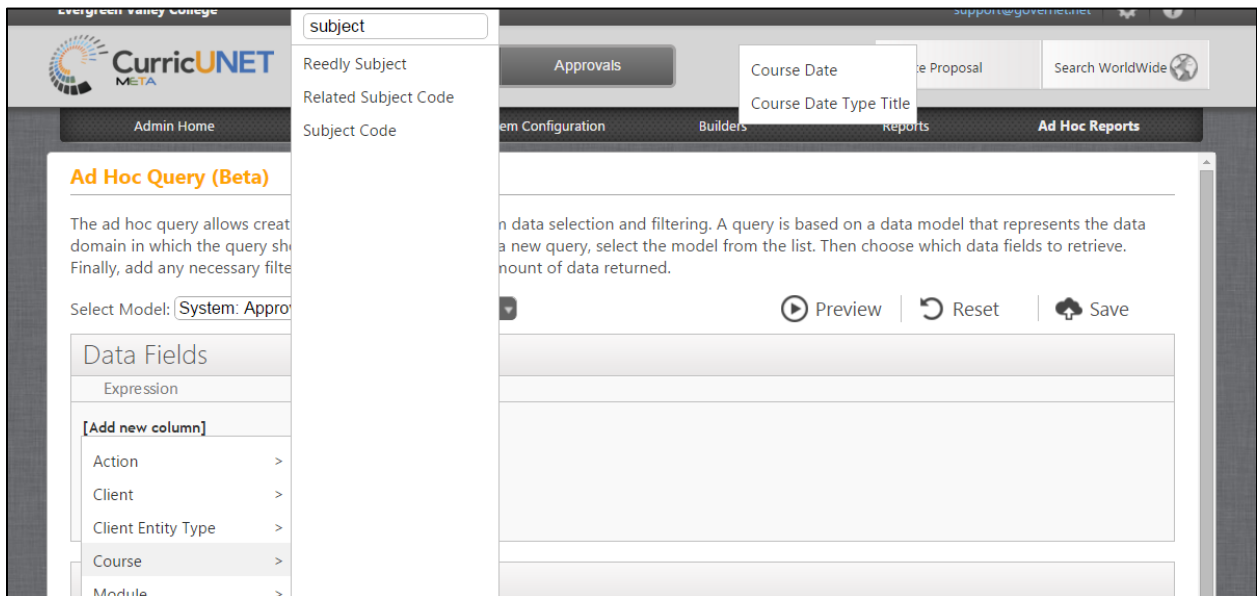 Evergreen Valley College
support@governet.net
subject
CurricUNET
META
Reedly Subject
Related Subject Code
Subject Code
Approvals
Course Date
Course Date Type Title
te Proposal
Search WorldWide
Admin Home
em Configuration
Builders
Reports
Ad Hoc Reports
Ad Hoc Query (Beta)
The ad hoc query allows creat
n data selection and filtering. A query is based on a data model that represents the data
domain in which the query sho
a new query, select the model from the list. Then choose which data fields to retrieve.
Finally, add any necessary filte
mount of data returned.
Select Model: System: Appro
Preview
Reset
Save
Data Fields
Expression
[Add new column]
Action >
Client >
Client Entity Type >
Course >
Module >